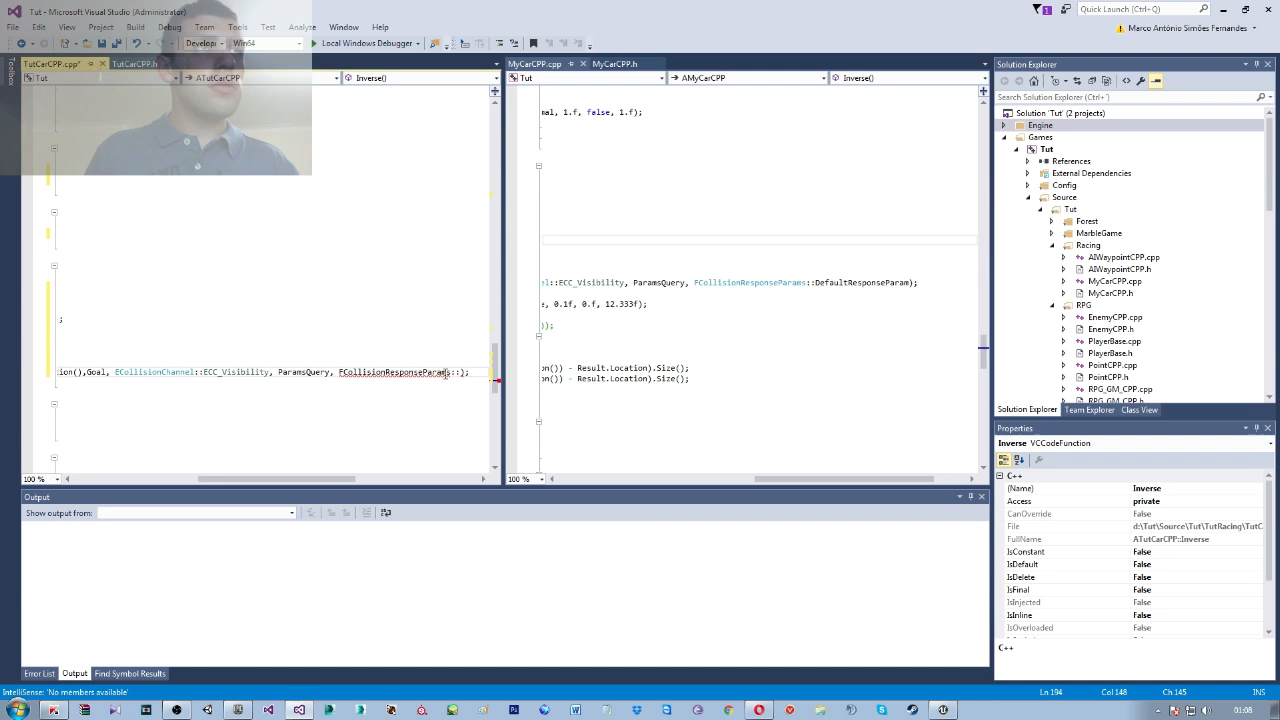 Tut - Microsoft Visual Studio
Quick Launch (Ctrl+Q)
File Edit View Project Build Debug Team Tools Test Analyze Window Help
Marco António Simões Fernandes
Develop Win64 Local Windows Debugger
Toolbox
TutCarCPP.cpp* TutCarCPP.h
MyCarCPP.cpp MyCarCPP.h
Tut ATutCarCPP Inverse()
Tut AMyCarCPP Inverse()
;
ion(),Goal, ECollisionChannel::ECC_Visibility, ParamsQuery, FCollisionResponseParams::);
mal, 1.f, false, 1.f);
el::ECC_Visibility, ParamsQuery, FCollisionResponseParams::DefaultResponseParam);
e, 0.1f, 0.f, 12.333f);
));
on()) - Result.Location).Size();
on()) - Result.Location).Size();
100 %
100 %
Solution Explorer
Search Solution Explorer (Ctrl+')
Solution 'Tut' (2 projects)
Engine
Games
Tut
References
External Dependencies
Config
Source
Tut
Forest
MarbleGame
Racing
AIWaypointCPP.cpp
AIWaypointCPP.h
MyCarCPP.cpp
MyCarCPP.h
RPG
EnemyCPP.cpp
EnemyCPP.h
PlayerBase.cpp
PlayerBase.h
PointCPP.cpp
PointCPP.h
RPG_GM_CPP.cpp
RPG_GM_CPP.h
Solution Explorer Team Explorer Class View
Properties
Inverse VCCodeFunction
C++
(Name) Inverse
Access private
CanOverride False
File d:\Tut\Source\Tut\TutRacing\TutC
FullName ATutCarCPP::Inverse
IsConstant False
IsDefault False
IsDelete False
IsFinal False
IsInjected False
IsInline False
IsOverloaded False
C++
Output
Show output from:
Error List Output Find Symbol Results
IntelliSense: 'No members available'
Ln 194 Col 148 Ch 145 INS
01:08